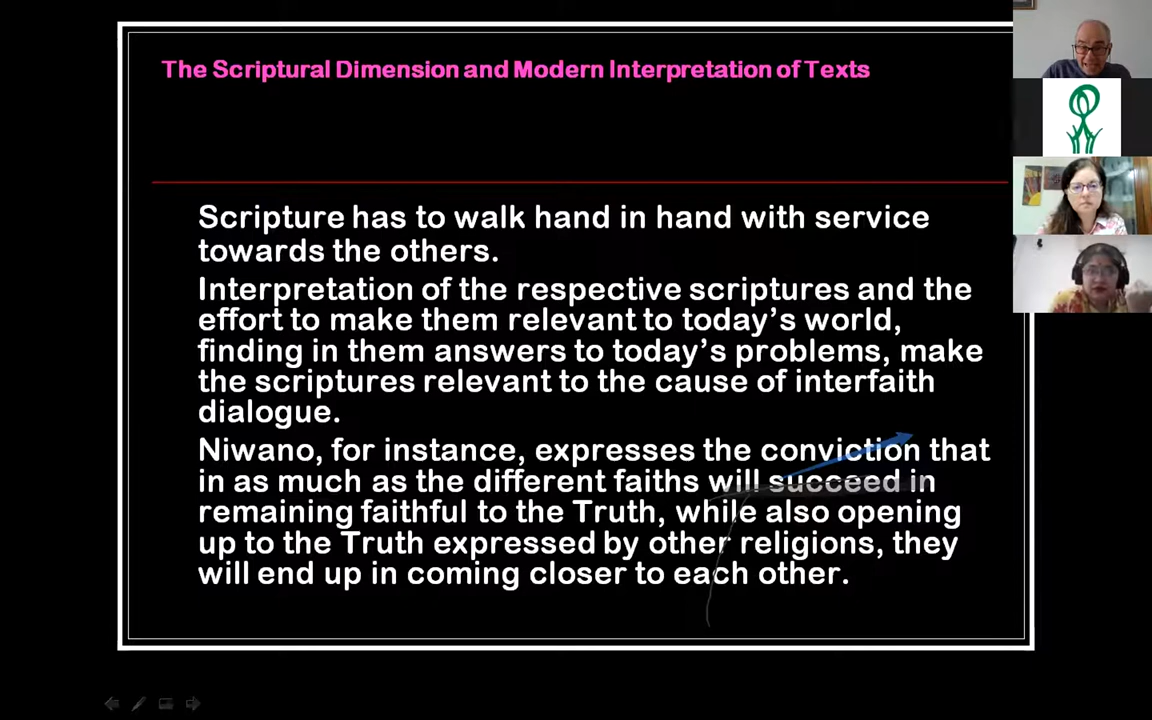 The Scriptural Dimension and Modern Interpretation of Texts
Scripture has to walk hand in hand with service
towards the others.
Interpretation of the respective scriptures and the
effort to make them relevant to today's world,
finding in them answers to today's problems, make
the scriptures relevant to the cause of interfaith
dialogue.
Niwano, for instance, expresses the conviction that
in as much as the different faiths will succeed in
remaining faithful to the Truth, while also opening
up to the Truth expressed by other religions, they
will end up in coming closer to each other.